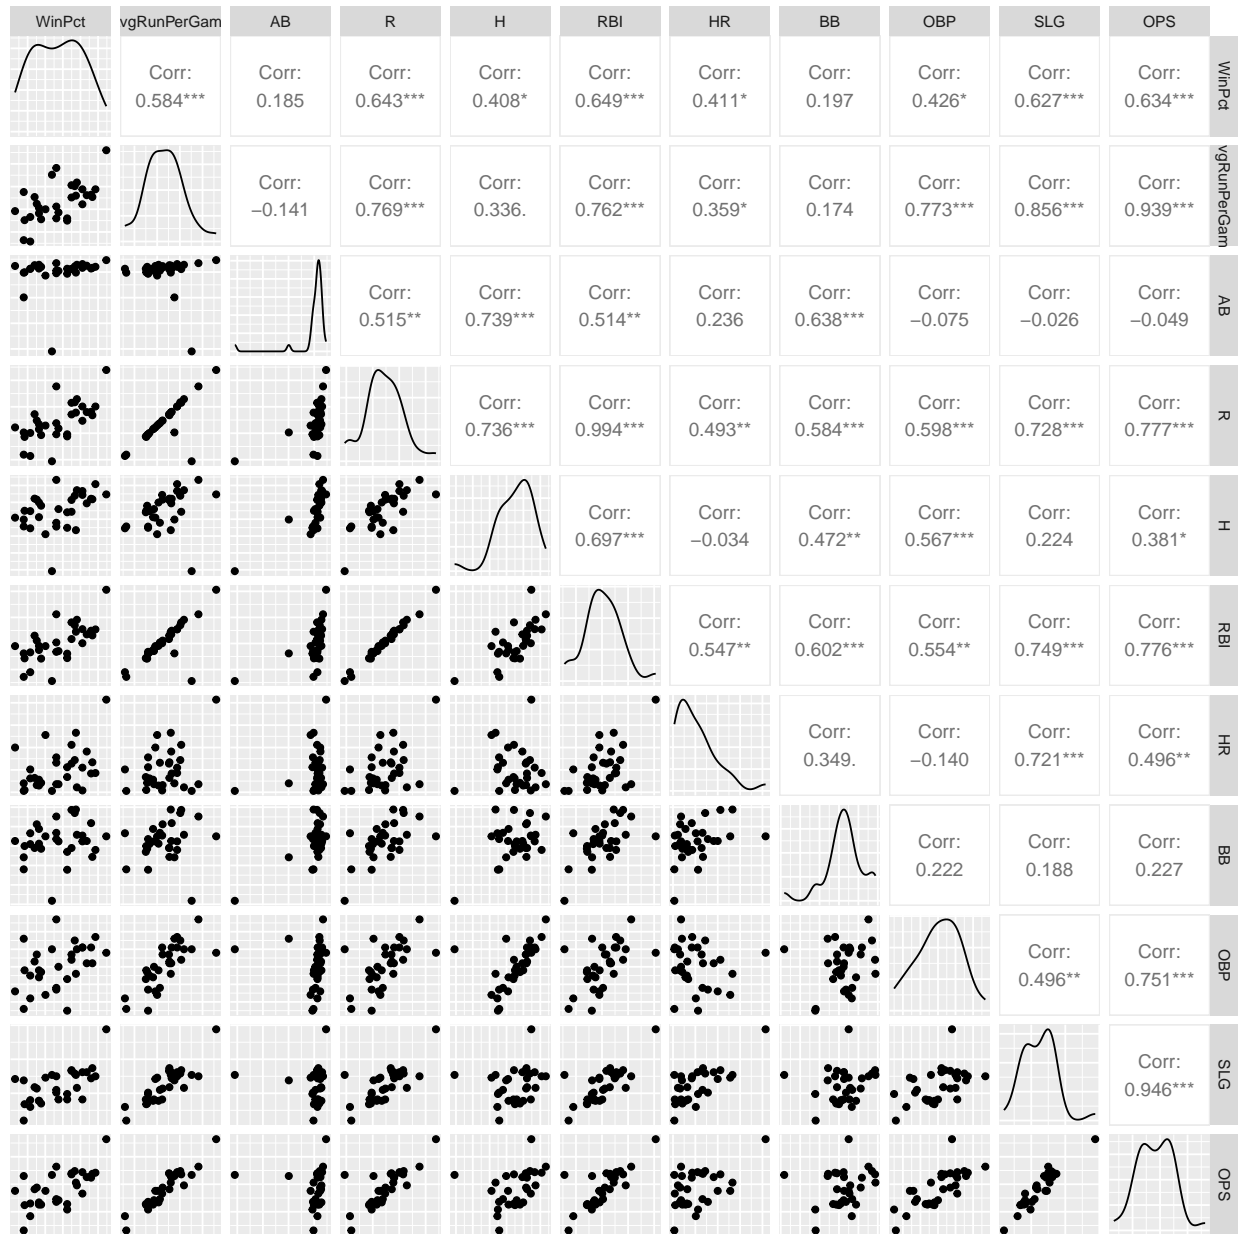 WinPct vgRunPerGam AB R H RBI HR BB OBP SLG OPS
Corr: Corr: Corr: Corr: Corr: Corr: Corr: Corr: Corr: Corr:
0.584*** 0.185 0.643*** 0.408* 0.649*** 0.411* 0.197 0.426* 0.627*** 0.634***
WinPct
Corr: Corr: Corr: Corr: Corr: Corr: Corr: Corr: Corr:
−0.141 0.769*** 0.336. 0.762*** 0.359* 0.174 0.773*** 0.856*** 0.939***
vgRunPerGam
Corr: Corr: Corr: Corr: Corr: Corr: Corr: Corr:
0.515** 0.739*** 0.514** 0.236 0.638*** −0.075 −0.026 −0.049
AB
Corr: Corr: Corr: Corr: Corr: Corr: Corr:
0.736*** 0.994*** 0.493** 0.584*** 0.598*** 0.728*** 0.777***
R
Corr: Corr: Corr: Corr: Corr: Corr:
0.697*** −0.034 0.472** 0.567*** 0.224 0.381*
H
Corr: Corr: Corr: Corr: Corr:
0.547** 0.602*** 0.554** 0.749*** 0.776***
RBI
Corr: Corr: Corr: Corr:
0.349. −0.140 0.721*** 0.496**
HR
Corr: Corr: Corr:
0.222 0.188 0.227
BB
Corr: Corr:
0.496** 0.751***
OBP
Corr:
0.946***
SLG
OPS